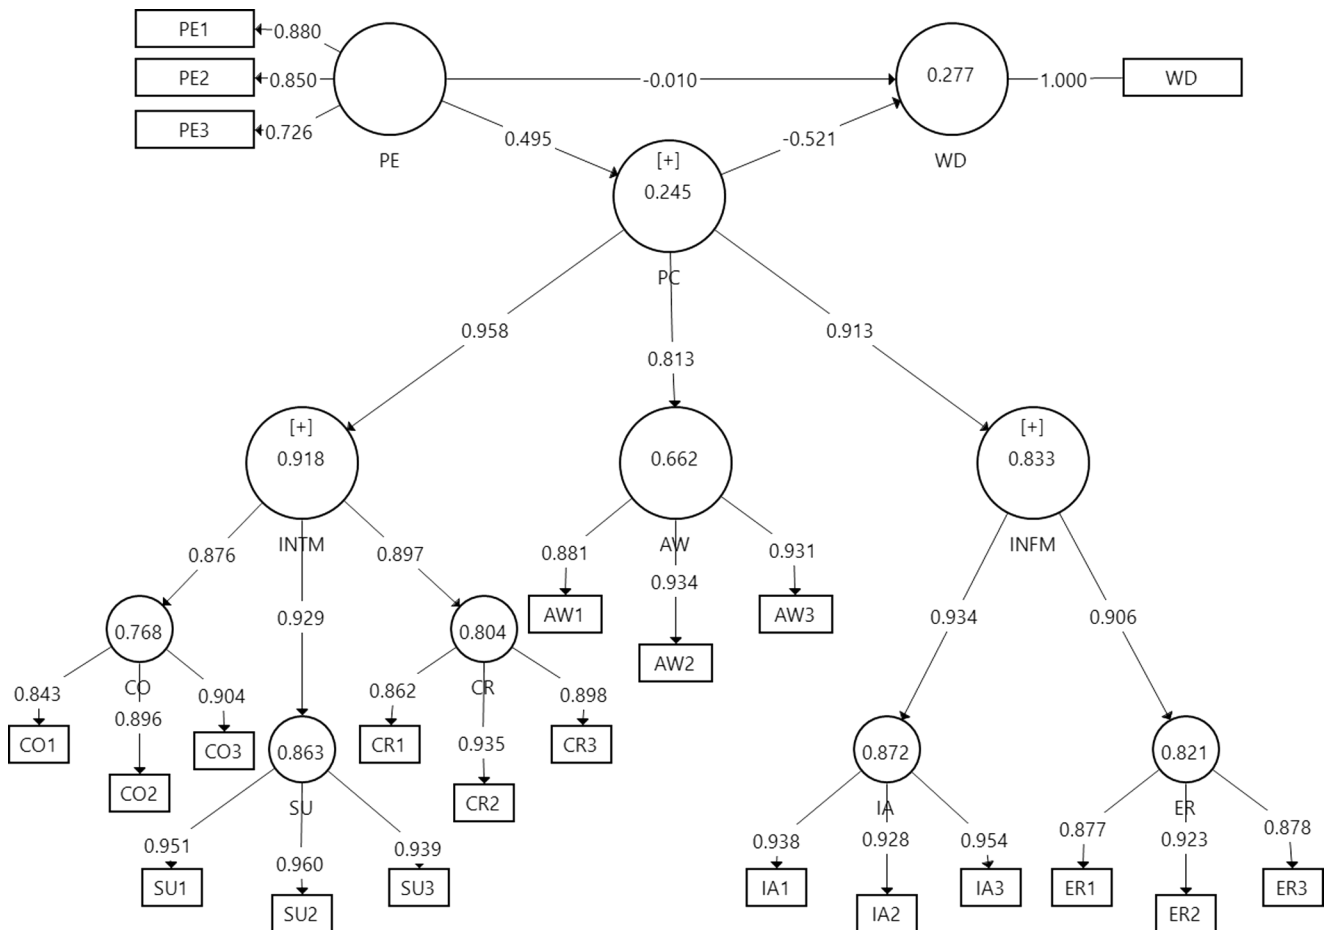 PE1
0.880
PE2
0.850
PE3
0.726
PE
-0.010
0.277
1.000
WD
WD
0.495
-0.521
[+]
0.245
PC
0.958
0.813
0.913
[+]
0.918
INTM
0.662
AW
[+]
0.833
INFM
0.876
0.929
0.897
0.881
0.934
0.931
AW1
AW2
AW3
0.934
0.906
0.768
CO
0.843
0.896
0.904
CO1
CO2
CO3
0.804
CR
0.862
0.935
0.898
CR1
CR2
CR3
0.863
SU
0.951
0.960
0.939
SU1
SU2
SU3
0.872
IA
0.938
0.928
0.954
IA1
IA2
IA3
0.821
ER
0.877
0.923
0.878
ER1
ER2
ER3